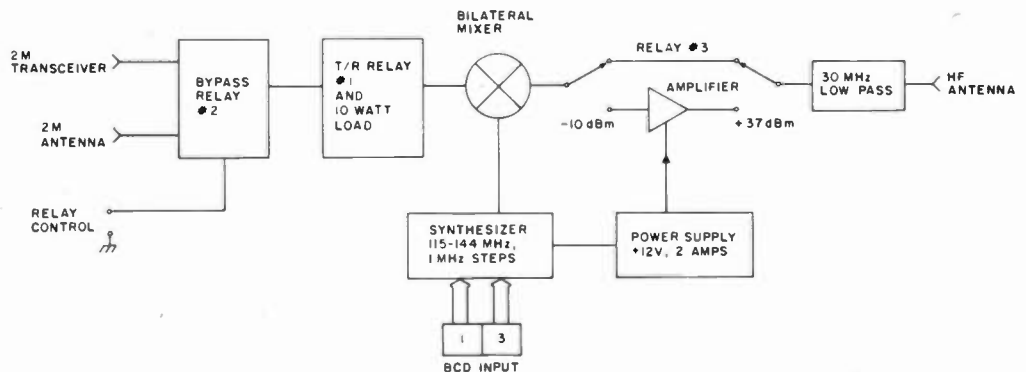 BILATERAL
MIXER
2M
TRANSCEIVER
BYPASS
RELAY
#2
T/R RELAY
#1
AND
10 WATT
LOAD
RELAY #3
AMPLIFIER
-10 dBm
+37 dBm
30 MHz
LOW PASS
HF
ANTENNA
2M
ANTENNA
RELAY
CONTROL
SYNTHESIZER
115-144 MHz,
1 MHz STEPS
POWER SUPPLY
+12V, 2 AMPS
1 3
BCD INPUT